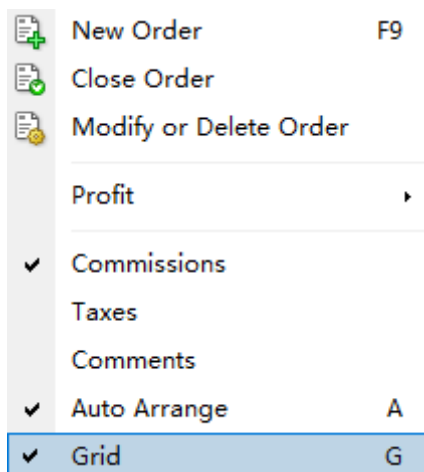 New Order F9
Close Order
Modify or Delete Order
Profit
Commissions
Taxes
Comments
Auto Arrange A
Grid G